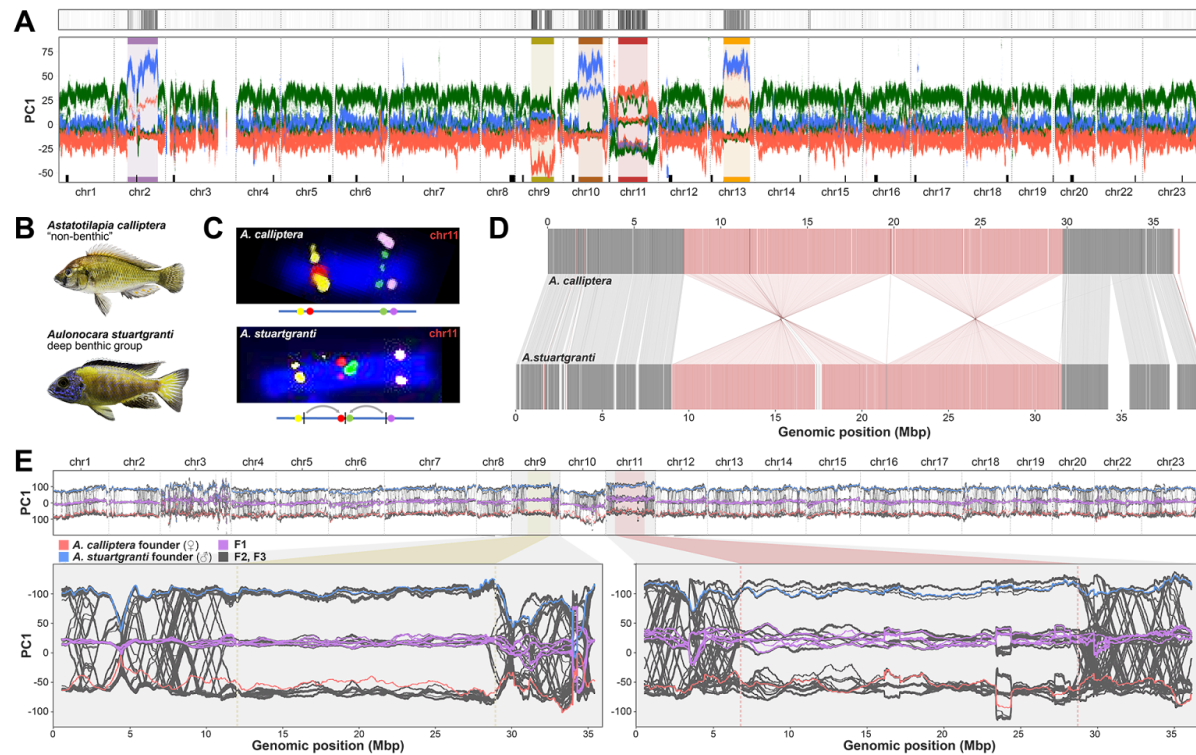 A
PC1
75
50
25
0
-25
-50
chr1 chr2 chr3 chr4 chr5 chr6 chr7 chr8 chr9 chr10 chr11 chr12 chr13 chr14 chr15 chr16 chr17 chr18 chr19 chr20 chr22 chr23
B
Astatotilapia calliptera
"non-benthic"
Aulonocara stuartgranti
deep benthic group
C
A. calliptera chr11
A. stuartgranti chr11
D
0 5 10 15 20 25 30 35
A. calliptera
A.stuartgranti
0 5 10 15 20 25 30 35
Genomic position (Mbp)
E
chr1 chr2 chr3 chr4 chr5 chr6 chr7 chr8 chr9 chr10 chr11 chr12 chr13 chr14 chr15 chr16 chr17 chr18 chr19 chr20 chr22 chr23
PC1
100
0
100
A. calliptera founder (♀) F1
A. stuartgranti founder (♂) F2, F3
PC1
-100
50
0
-50
-100
0 5 10 15 20 25 30 35
Genomic position (Mbp)
-100
50
0
-50
-100
0 5 10 15 20 25 30 35
Genomic position (Mbp)